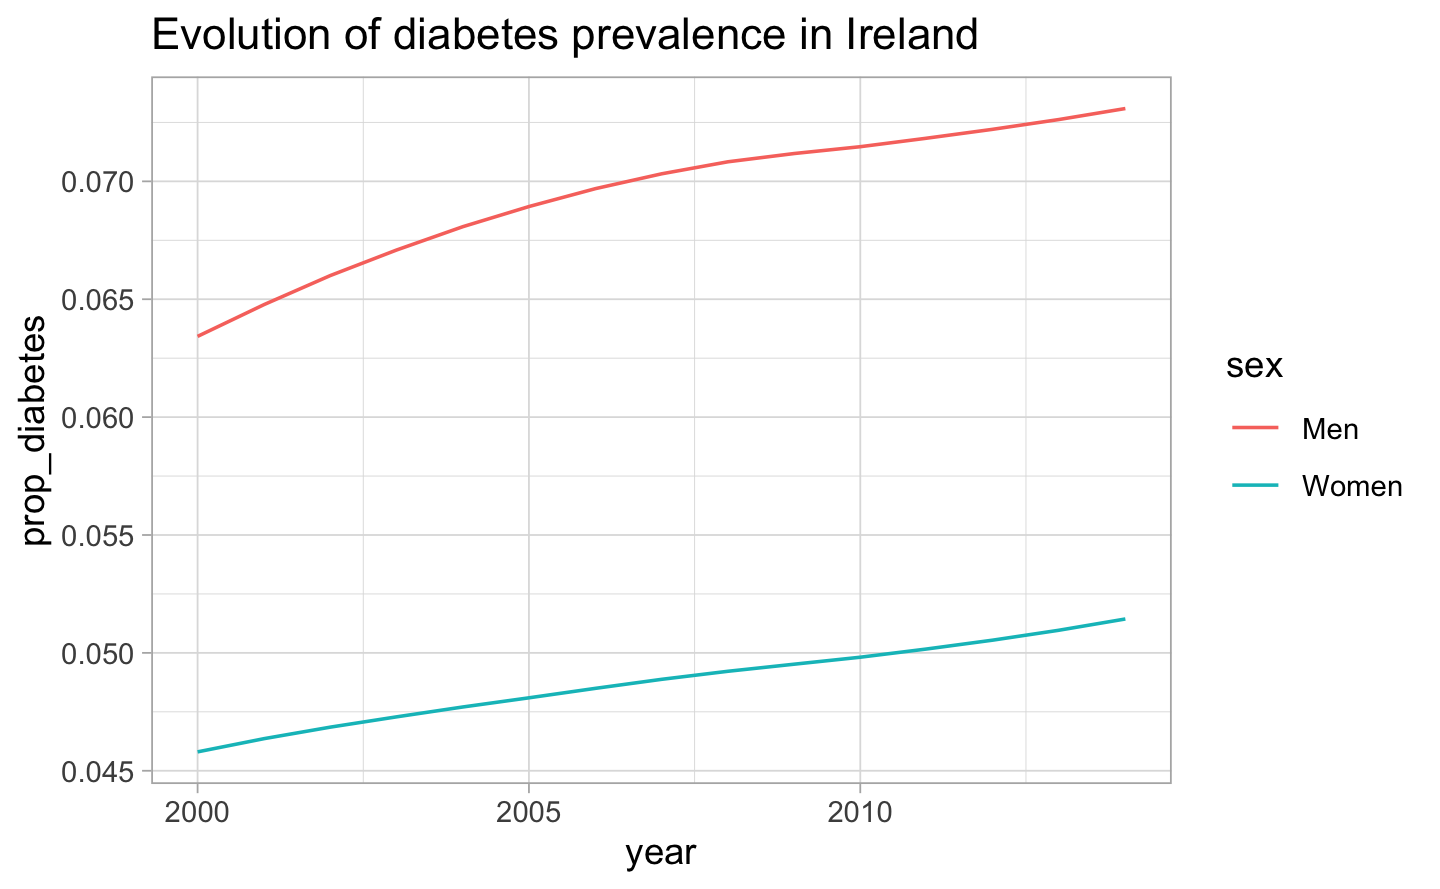 Evolution of diabetes prevalence in Ireland
prop_diabetes
0.070
0.065
0.060
0.055
0.050
0.045
2000 2005 2010
year
sex
Men
Women